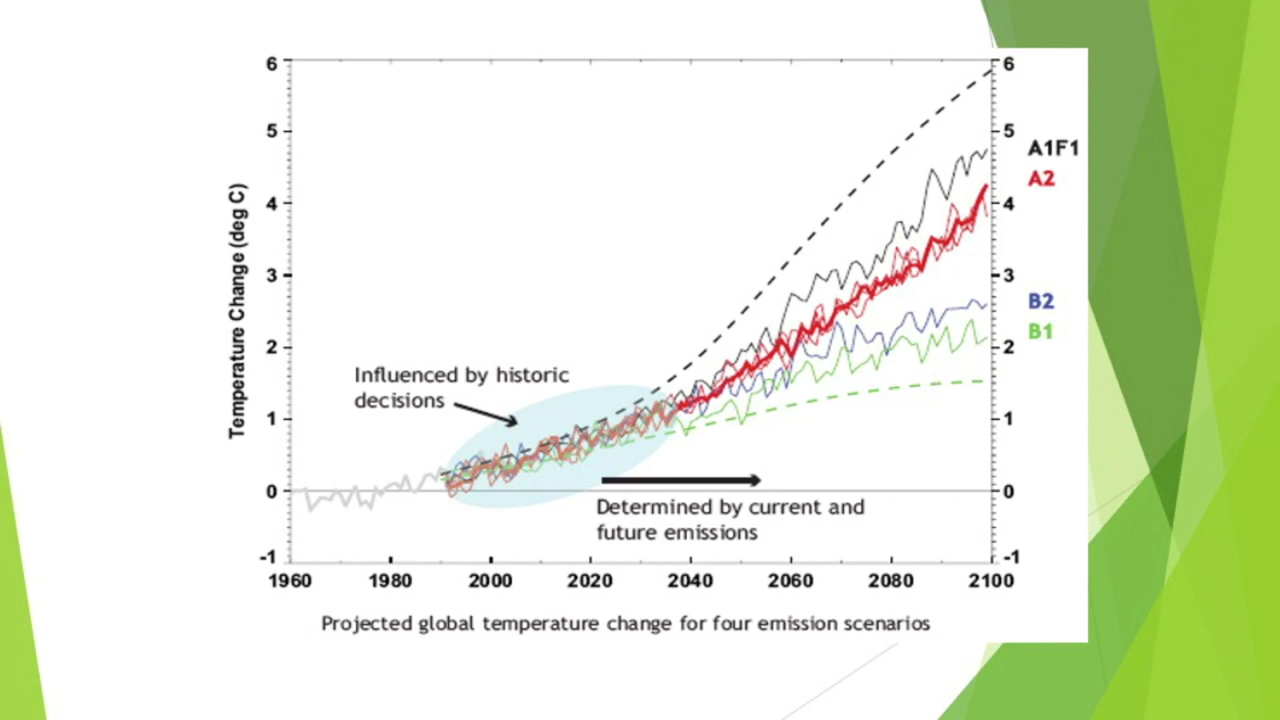 6
6
5
5
A1F1
A2
4
4
3
3
B2
B1
2
2
1
1
0
0
-1
-1
Temperature Change (deg C)
Influenced by historic
decisions
Determined by current and
future emissions
1960 1980 2000 2020 2040 2060 2080 2100
Projected global temperature change for four emission scenarios